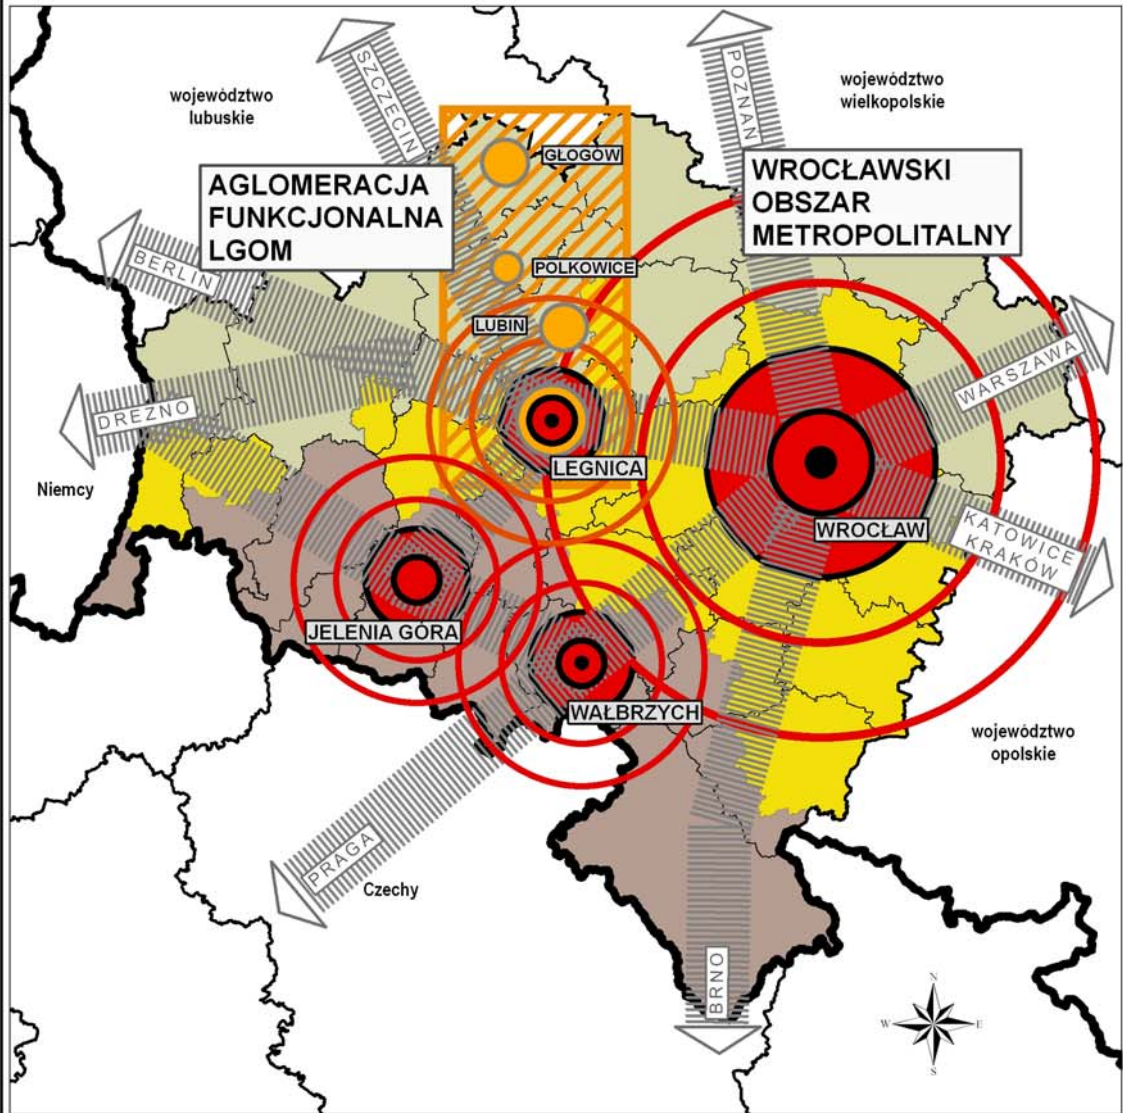 województwo
lubuskie
SZCZECIN
POZNAN
województwo
wielkopolskie
GŁOGÓW
AGLOMERACJA
FUNKCJONALNA
LGOM
WROCŁAWSKI
OBSZAR
METROPOLITALNY
BERLIN
POLKOWICE
LUBIN
WARSZAWA
DREZNO
LEGNICA
Niemcy
WROCŁAW
KATOWICE
KRAKÓW
JELENIA GÓRA
WAŁBRZYCH
województwo
opolskie
PRAGA
Czechy
BRNO
N
W
E
S